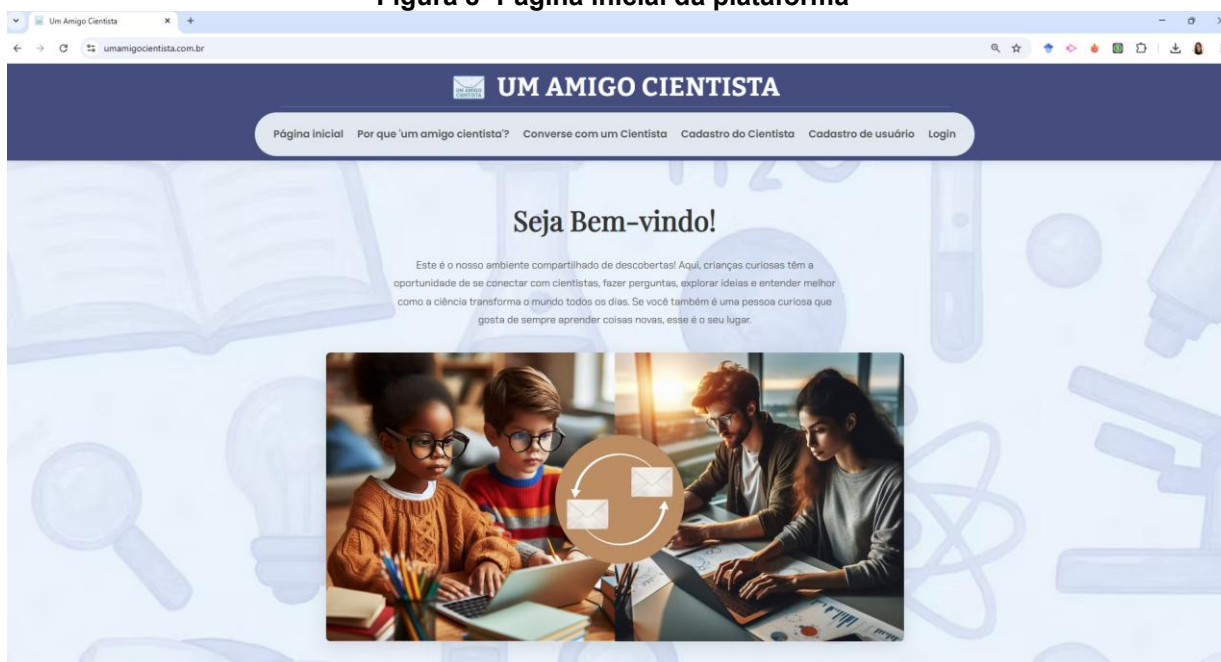 Página inicial da plataforma
Um Amigo Cientista
umamigocientista.com.br
UM AMIGO CIENTISTA
UM AMIGO CIENTISTA
Página inicial Por que 'um amigo cientista'? Converse com um Cientista Cadastro do Cientista Cadastro de usuário Login
H2O
Seja Bem-vindo!
Este é o nosso ambiente compartilhado de descobertas! Aqui, crianças curiosas têm a
oportunidade de se conectar com cientistas, fazer perguntas, explorar ideias e entender melhor
como a ciência transforma o mundo todos os dias. Se você também é uma pessoa curiosa que
gosta de sempre aprender coisas novas, esse é o seu lugar.